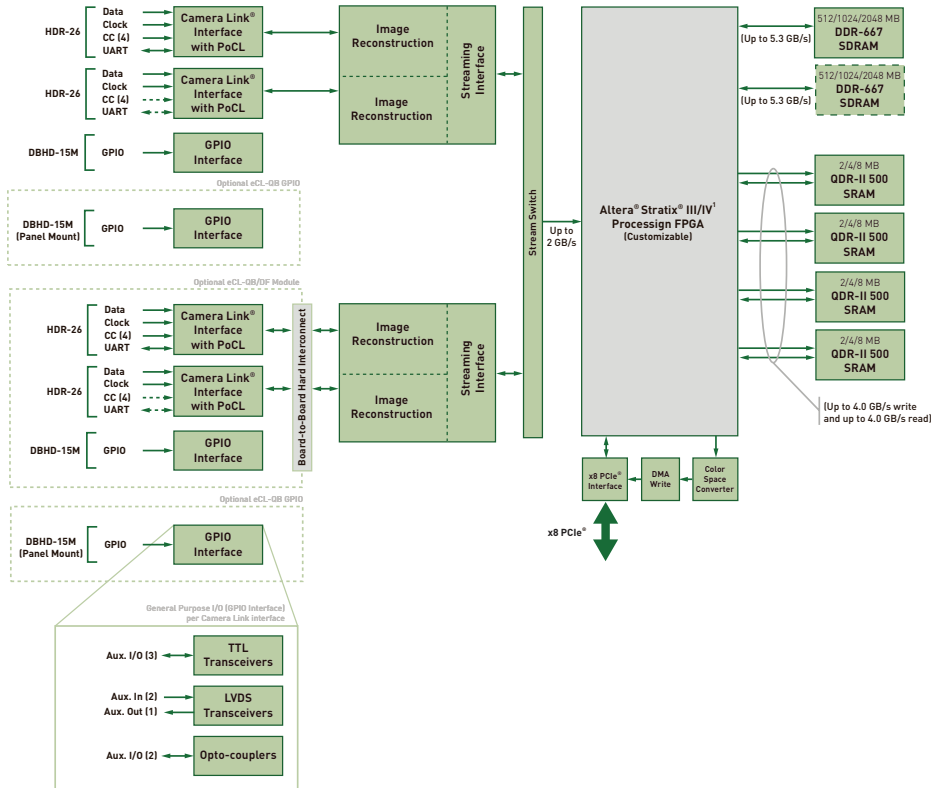 HDR-26
Data
Clock
CC (4)
UART
Camera Link®
Interface
with PoCL
HDR-26
Data
Clock
CC (4)
UART
Camera Link®
Interface
with PoCL
Image
Reconstruction
Image
Reconstruction
Streaming
Interface
DBHD-15M
GPIO
GPIO
Interface
Optional eCL-QB GPIO
DBHD-15M
(Panel Mount)
GPIO
GPIO
Interface
Optional eCL-QB/DF Module
HDR-26
Data
Clock
CC (4)
UART
Camera Link®
Interface
with PoCL
HDR-26
Data
Clock
CC (4)
UART
Camera Link®
Interface
with PoCL
DBHD-15M
GPIO
GPIO
Interface
Board-to-Board Hard Interconnect
Image
Reconstruction
Image
Reconstruction
Streaming
Interface
Optional eCL-QB GPIO
DBHD-15M
(Panel Mount)
GPIO
GPIO
Interface
General Purpose I/O (GPIO Interface)
per Camera Link interface
Aux. I/O (3)
TTL
Transceivers
Aux. In (2)
Aux. Out (1)
LVDS
Transceivers
Aux. I/O (2)
Opto-couplers
Stream Switch
Up to
2 GB/s
Altera® Stratix® III/IV¹
Processign FPGA
(Customizable)
(Up to 5.3 GB/s)
512/1024/2048 MB
DDR-667
SDRAM
(Up to 5.3 GB/s)
512/1024/2048 MB
DDR-667
SDRAM
2/4/8 MB
QDR-II 500
SRAM
2/4/8 MB
QDR-II 500
SRAM
2/4/8 MB
QDR-II 500
SRAM
2/4/8 MB
QDR-II 500
SRAM
(Up to 4.0 GB/s write
and up to 4.0 GB/s read)
x8 PCIe®
Interface
DMA
Write
Color
Space
Converter
x8 PCIe®